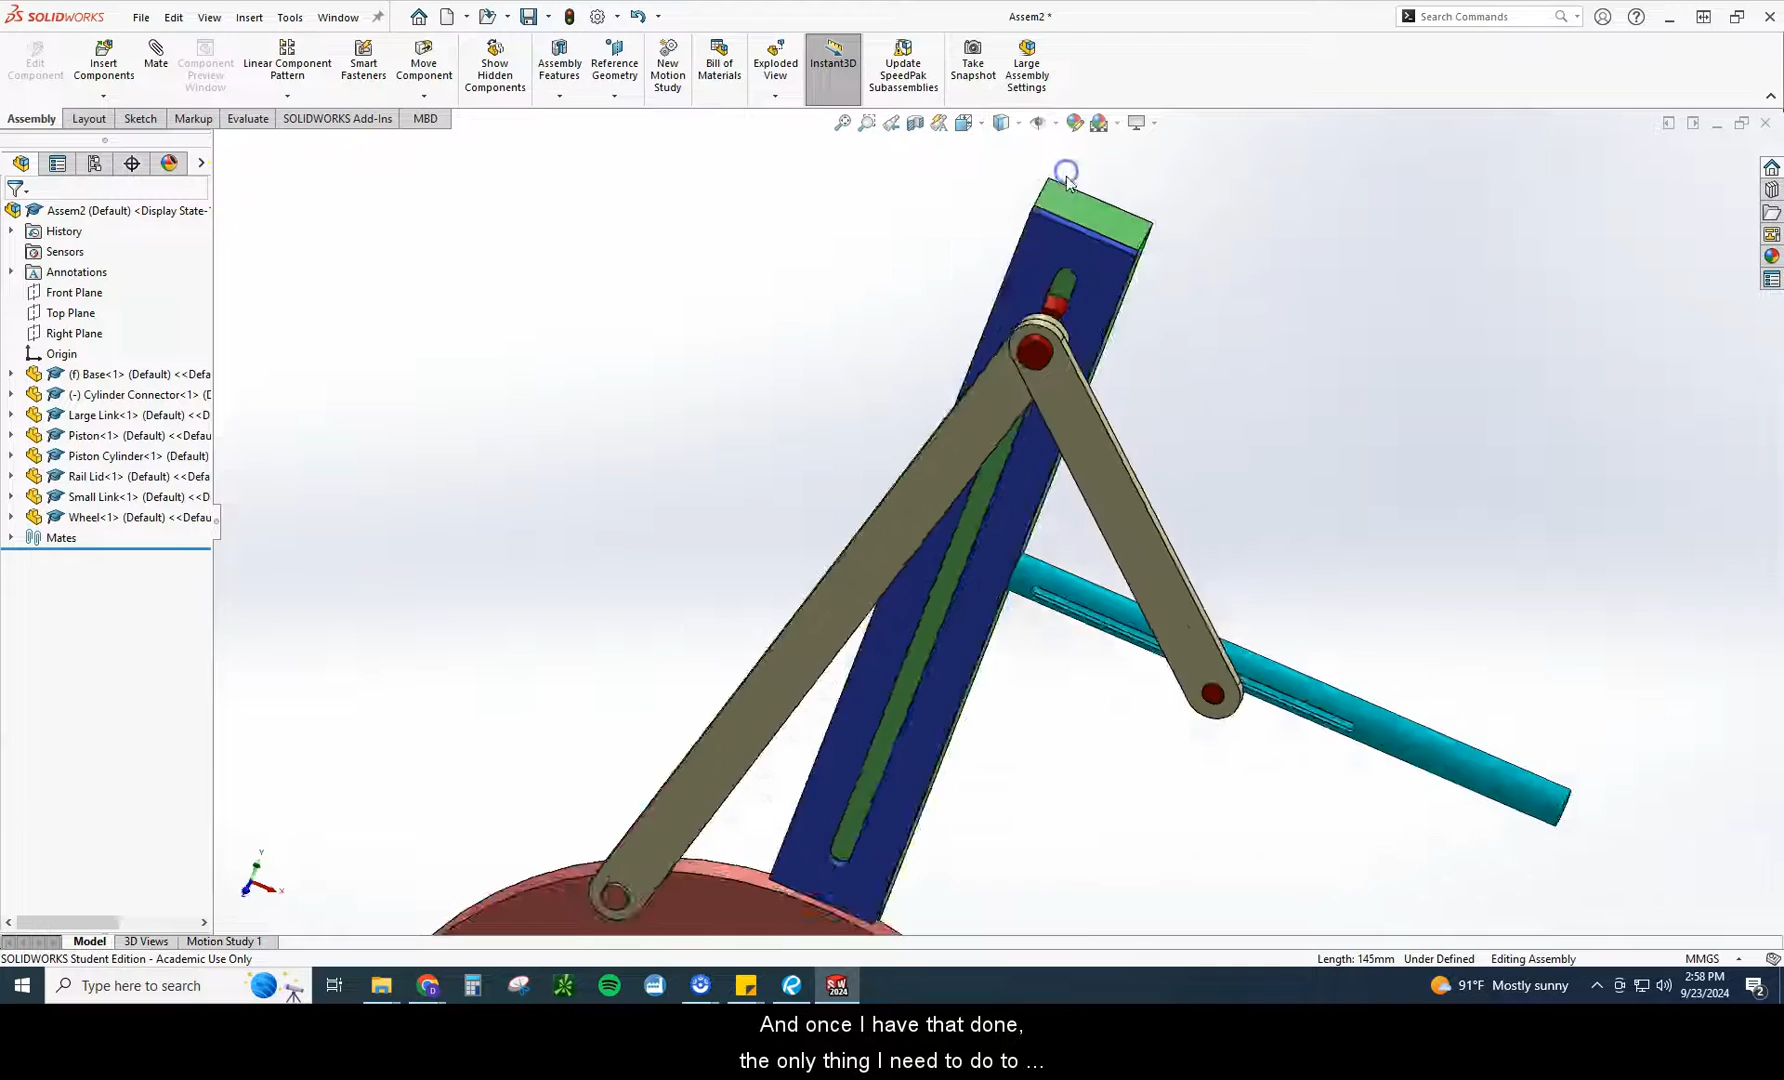 SOLIDWORKS File Edit View Insert Tools Window Assem2 * Search Commands
Edit Component
Insert Components
Mate
Component Preview Window
Linear Component Pattern
Smart Fasteners
Move Component
Show Hidden Components
Assembly Features
Reference Geometry
New Motion Study
Bill of Materials
Exploded View
Instant3D
Update SpeedPak Subassemblies
Take Snapshot
Large Assembly Settings
Assembly Layout Sketch Markup Evaluate SOLIDWORKS Add-Ins MBD
Assem2 (Default) <Display State-
History
Sensors
Annotations
Front Plane
Top Plane
Right Plane
Origin
(f) Base<1> (Default) <<Defa
(-) Cylinder Connector<1> (D
Large Link<1> (Default) <<D
Piston<1> (Default) <<Defau
Piston Cylinder<1> (Default)
Rail Lid<1> (Default) <<Defa
Small Link<1> (Default) <<D
Wheel<1> (Default) <<Defau
Mates
Y
X
Model 3D Views Motion Study 1
SOLIDWORKS Student Edition - Academic Use Only Length: 145mm Under Defined Editing Assembly MMGS
Type here to search
SW 2024
91°F Mostly sunny
2:58 PM
9/23/2024
2
And once I have that done,
the only thing I need to do to ...